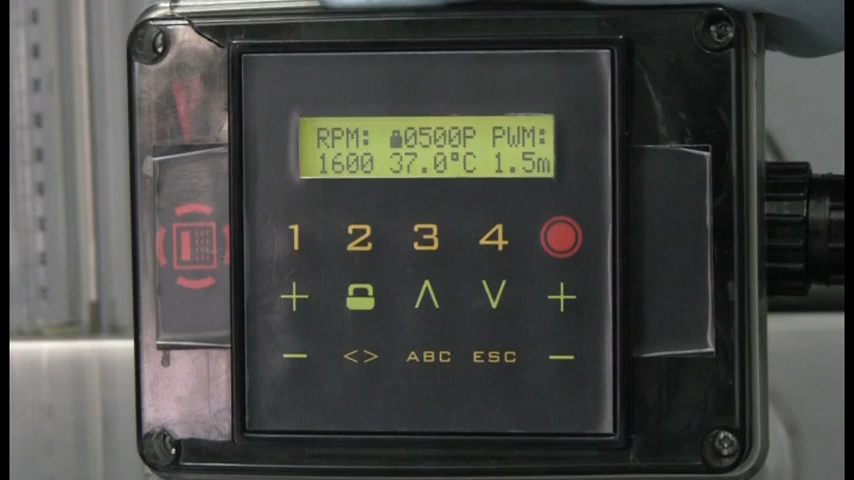 RPM: 0500P PWM:
1600 37.0°C 1.5m
1 2 3 4
+ + 
- <> ABC ESC -